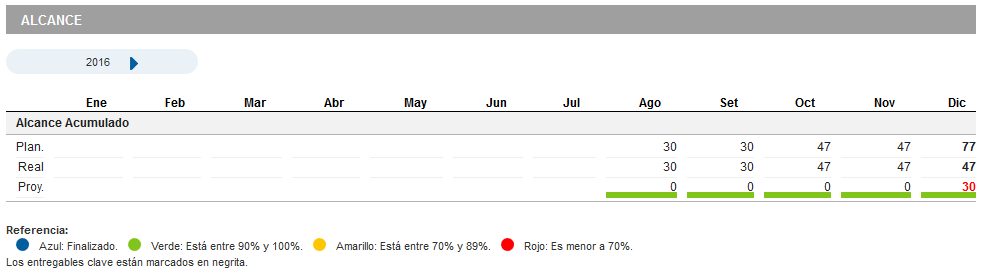 ALCANCE
2016
Ene Feb Mar Abr May Jun Jul Ago Set Oct Nov Dic
Alcance Acumulado
Plan. 30 30 47 47 77
Real 30 30 47 47 47
Proy. 0 0 0 0 30
Referencia:
Azul: Finalizado. Verde: Está entre 90% y 100%. Amarillo: Está entre 70% y 89%. Rojo: Es menor a 70%.
Los entregables clave están marcados en negrita.